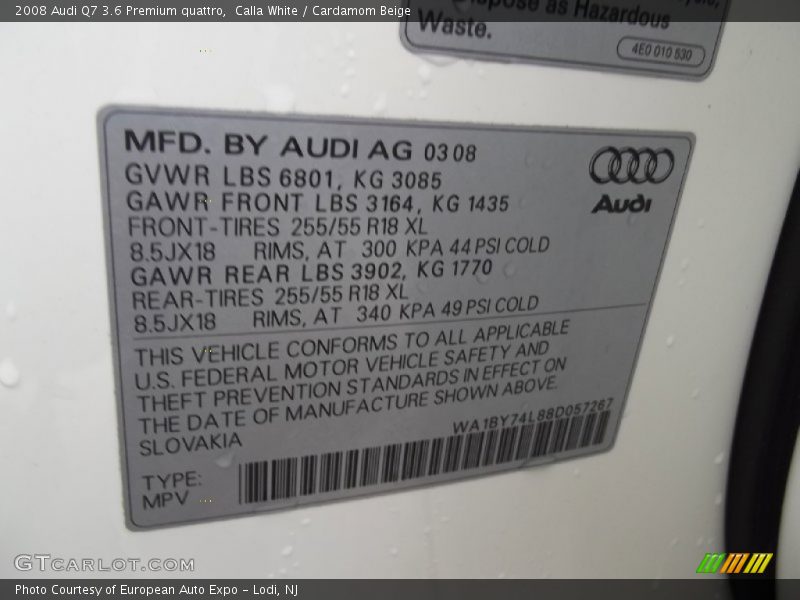 2008 Audi Q7 3.6 Premium quattro,  Calla White / Cardamom Beige
as Hazardous
Waste.
4E0 010 530
MFD. BY AUDI AG 03 08
GVWR LBS 6801, KG 3085
GAWR FRONT LBS 3164, KG 1435
FRONT-TIRES 255/55 R18 XL
8.5JX18 RIMS, AT 300 KPA 44 PSI COLD
GAWR REAR LBS 3902, KG 1770
REAR-TIRES 255/55 R18 XL
8.5JX18 RIMS, AT 340 KPA 49 PSI COLD
Audi
THIS VEHICLE CONFORMS TO ALL APPLICABLE
U.S. FEDERAL MOTOR VEHICLE SAFETY AND
THEFT PREVENTION STANDARDS IN EFFECT ON
THE DATE OF MANUFACTURE SHOWN ABOVE.
SLOVAKIA
WA1BY74L88D057267
TYPE:
MPV
GTCARLOT.COM
Photo Courtesy of European Auto Expo - Lodi, NJ